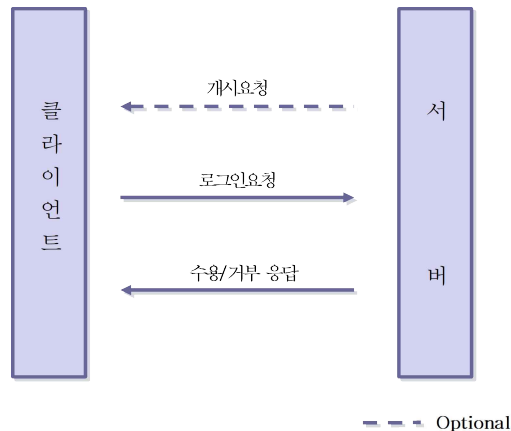 클라이언트
개시요청
로그인요청
수용/거부 응답
서버
Optional